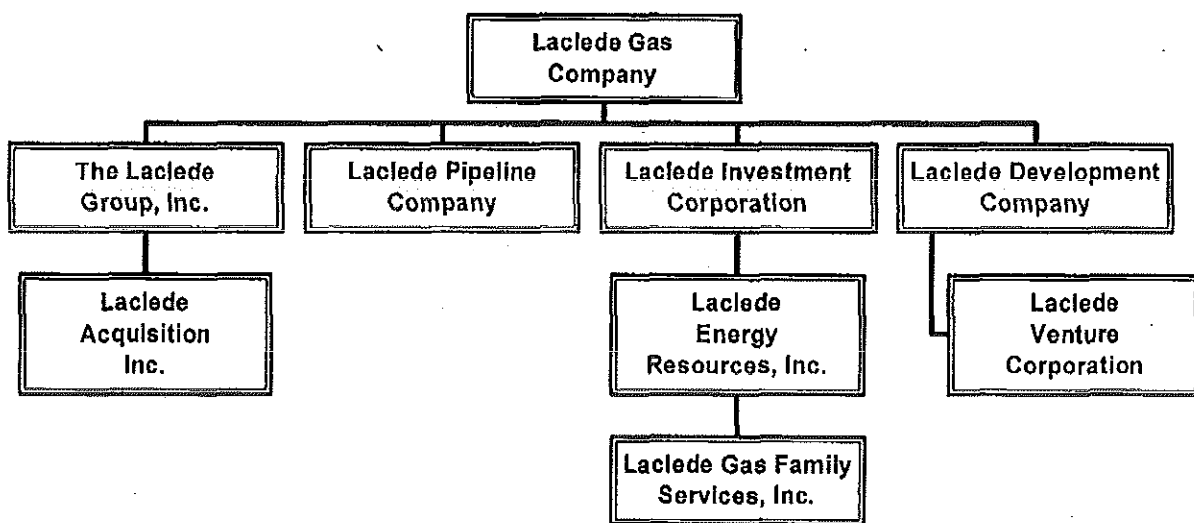 Laclede Gas
Company
The Laclede
Group, Inc.
Laclede Pipeline
Company
Laclede Investment
Corporation
Laclede Development
Company
Laclede
Acquisition
Inc.
Laclede
Energy
Resources, Inc.
Laclede
Venture
Corporation
Laclede Gas Family
Services, Inc.